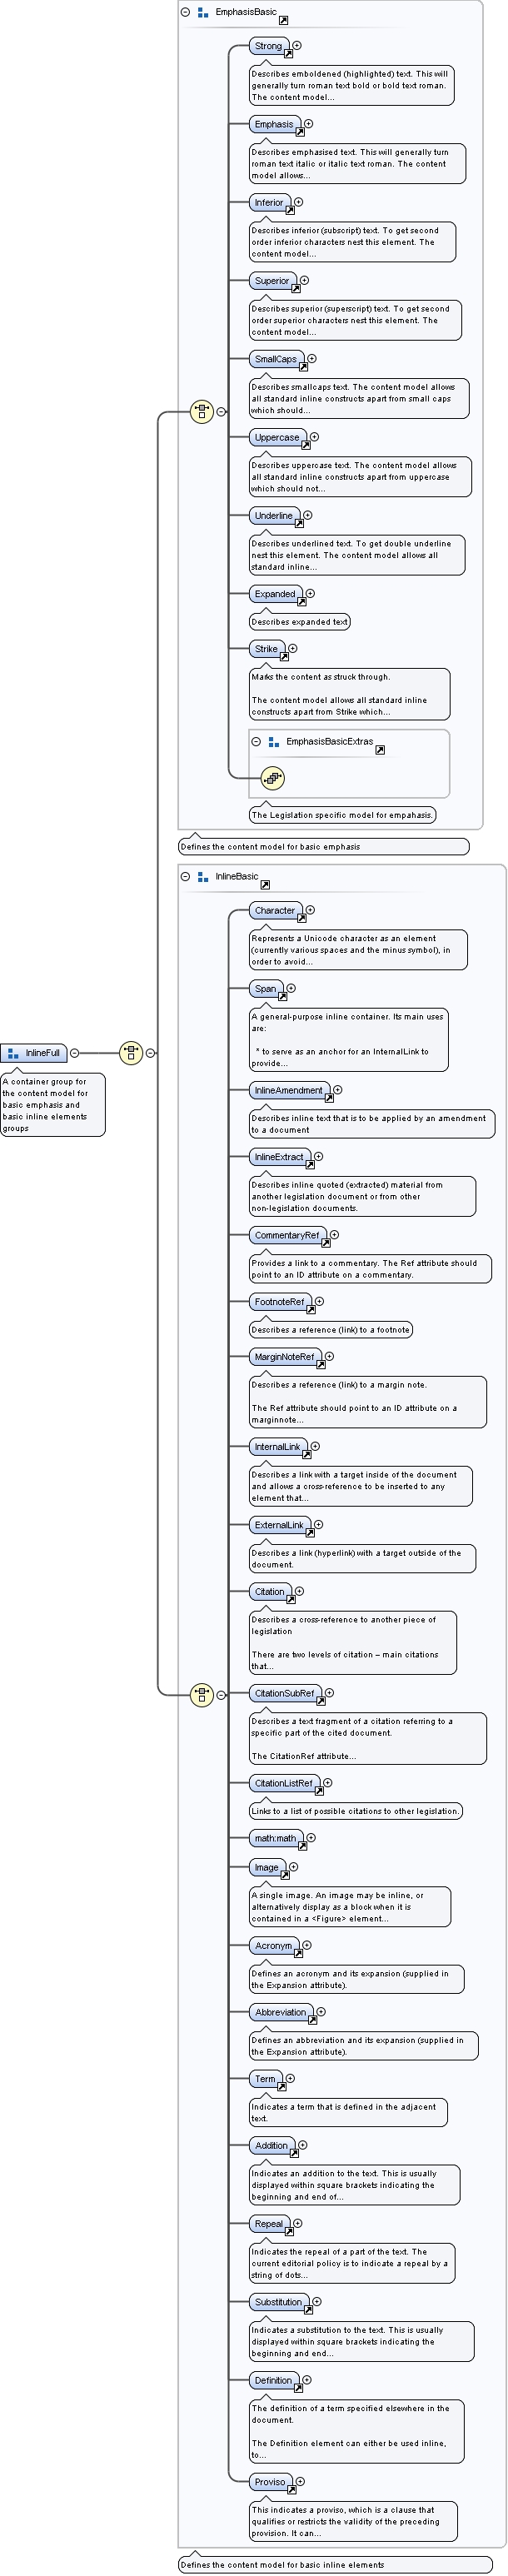 EmphasisBasic
Strong
Describes emboldened (highlighted) text. This will
generally turn roman text bold or bold text roman.
The content model...
Emphasis
Describes emphasised text. This will generally turn
roman text italic or italic text roman. The content
model allows...
Inferior
Describes inferior (subscript) text. To get second
order inferior characters nest this element. The
content model...
Superior
Describes superior (superscript) text. To get second
order superior characters nest this element. The
content model...
SmallCaps
Describes smallcaps text. The content model allows
all standard inline constructs apart from small caps
which should...
Uppercase
Describes uppercase text. The content model allows
all standard inline constructs apart from uppercase
which should not...
Underline
Describes underlined text. To get double underline
nest this element. The content model allows all
standard inline...
Expanded
Describes expanded text
Strike
Marks the content as struck through.
The content model allows all standard inline
constructs apart from Strike which...
EmphasisBasicExtras
The Legislation specific model for empahasis.
Defines the content model for basic emphasis
InlineBasic
Character
Represents a Unicode character as an element
(currently various spaces and the minus symbol), in
order to avoid...
Span
A general-purpose inline container. Its main uses
are:
* to serve as an anchor for an InternalLink to
provide...
InlineFull
A container group for
the content model for
basic emphasis and
basic inline elements
groups
InlineAmendment
Describes inline text that is to be applied by an amendment
to a document
InlineExtract
Describes inline quoted (extracted) material from
another legislation document or from other
non-legislation documents.
CommentaryRef
Provides a link to a commentary. The Ref attribute should
point to an ID attribute on a commentary.
FootnoteRef
Describes a reference (link) to a footnote
MarginNoteRef
Describes a reference (link) to a margin note.
The Ref attribute should point to an ID attribute on a
marginnote...
InternalLink
Describes a link with a target inside of the document
and allows a cross-reference to be inserted to any
element that...
ExternalLink
Describes a link (hyperlink) with a target outside of the
document.
Citation
Describes a cross-reference to another piece of
legislation
There are two levels of citation – main citations
that...
CitationSubRef
Describes a text fragment of a citation referring to a
specific part of the cited document.
The CitationRef attribute...
CitationListRef
Links to a list of possible citations to other legislation.
math:math
Image
A single image. An image may be inline, or
alternatively display as a block when it is
contained in a <Figure> element...
Acronym
Defines an acronym and its expansion (supplied in
the Expansion attribute).
Abbreviation
Defines an abbreviation and its expansion (supplied in
the Expansion attribute).
Term
Indicates a term that is defined in the adjacent
text.
Addition
Indicates an addition to the text. This is usually
displayed within square brackets indicating the
beginning and end of...
Repeal
Indicates the repeal of a part of the text. The
current editorial policy is to indicate a repeal by a
string of dots...
Substitution
Indicates a substitution to the text. This is usually
displayed within square brackets indicating the
beginning and end...
Definition
The definition of a term specified elsewhere in the
document.
The Definition element can either be used inline,
to...
Proviso
This indicates a proviso, which is a clause that
qualifies or restricts the validity of the preceding
provision. It can...
Defines the content model for basic inline elements